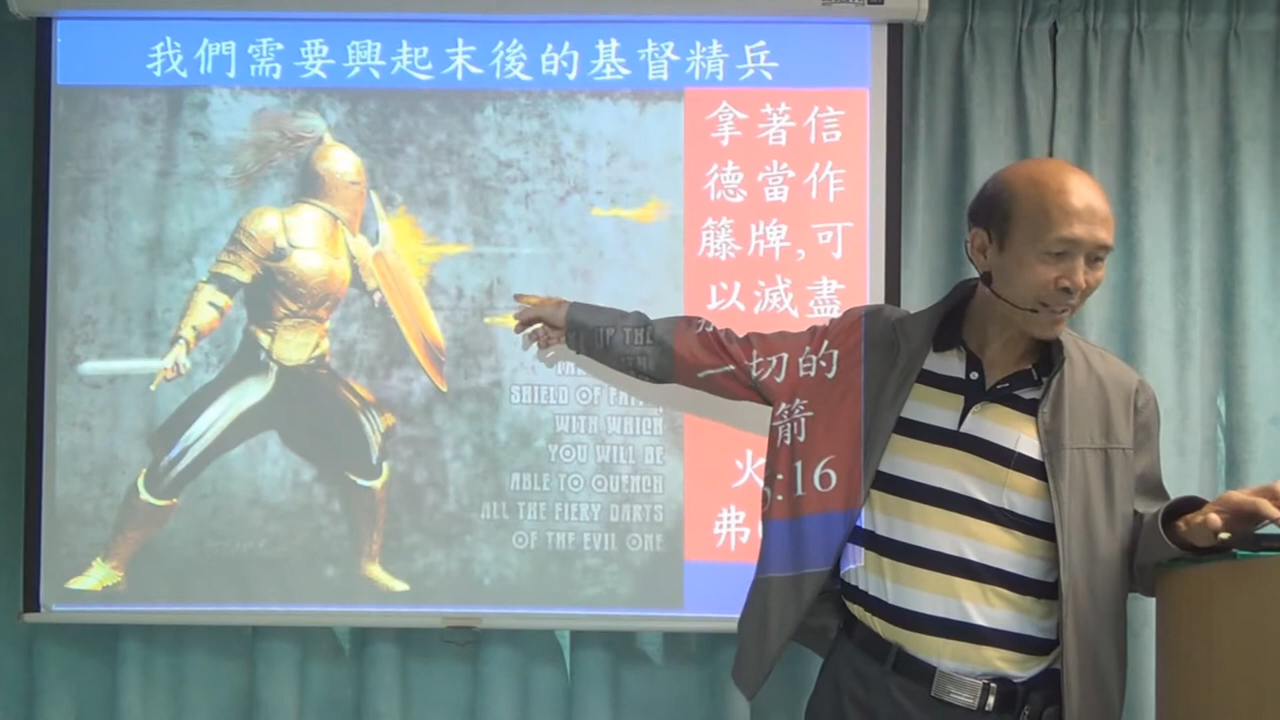 我們需要興起末後的基督精兵
拿著信
德當作
籐牌,可
以滅盡
一切的
火箭
弗 :16
UP THE
SHIELD OF FAITH,
WITH WHICH
YOU WILL BE
ABLE TO QUENCH
ALL THE FIERY DARTS
OF THE EVIL ONE